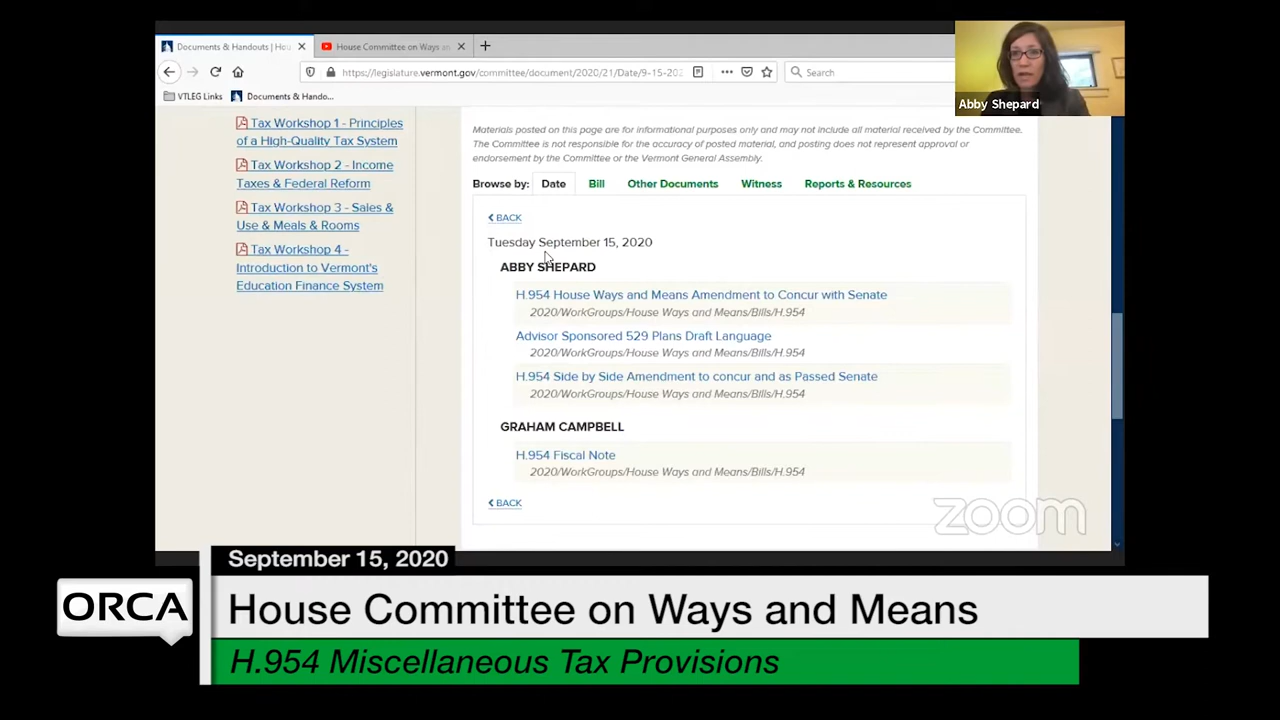 Documents & Handouts | Hou
House Committee on Ways an
https://legislature.vermont.gov/committee/document/2020/21/Date/9-15-202
Search
VTLEG Links
Documents & Hando...
Abby Shepard
Tax Workshop 1 - Principles
of a High-Quality Tax System
Tax Workshop 2 - Income
Taxes & Federal Reform
Tax Workshop 3 - Sales &
Use & Meals & Rooms
Tax Workshop 4 -
Introduction to Vermont's
Education Finance System
Materials posted on this page are for informational purposes only and may not include all material received by the Committee.
The Committee is not responsible for the accuracy of posted material, and posting does not represent approval or
endorsement by the Committee or the Vermont General Assembly.
Browse by: Date Bill Other Documents Witness Reports & Resources
BACK
Tuesday September 15, 2020
ABBY SHEPARD
H.954 House Ways and Means Amendment to Concur with Senate
2020/WorkGroups/House Ways and Means/Bills/H.954
Advisor Sponsored 529 Plans Draft Language
2020/WorkGroups/House Ways and Means/Bills/H.954
H.954 Side by Side Amendment to concur and as Passed Senate
2020/WorkGroups/House Ways and Means/Bills/H.954
GRAHAM CAMPBELL
H.954 Fiscal Note
2020/WorkGroups/House Ways and Means/Bills/H.954
BACK
zoom
September 15, 2020
ORCA
House Committee on Ways and Means
H.954 Miscellaneous Tax Provisions